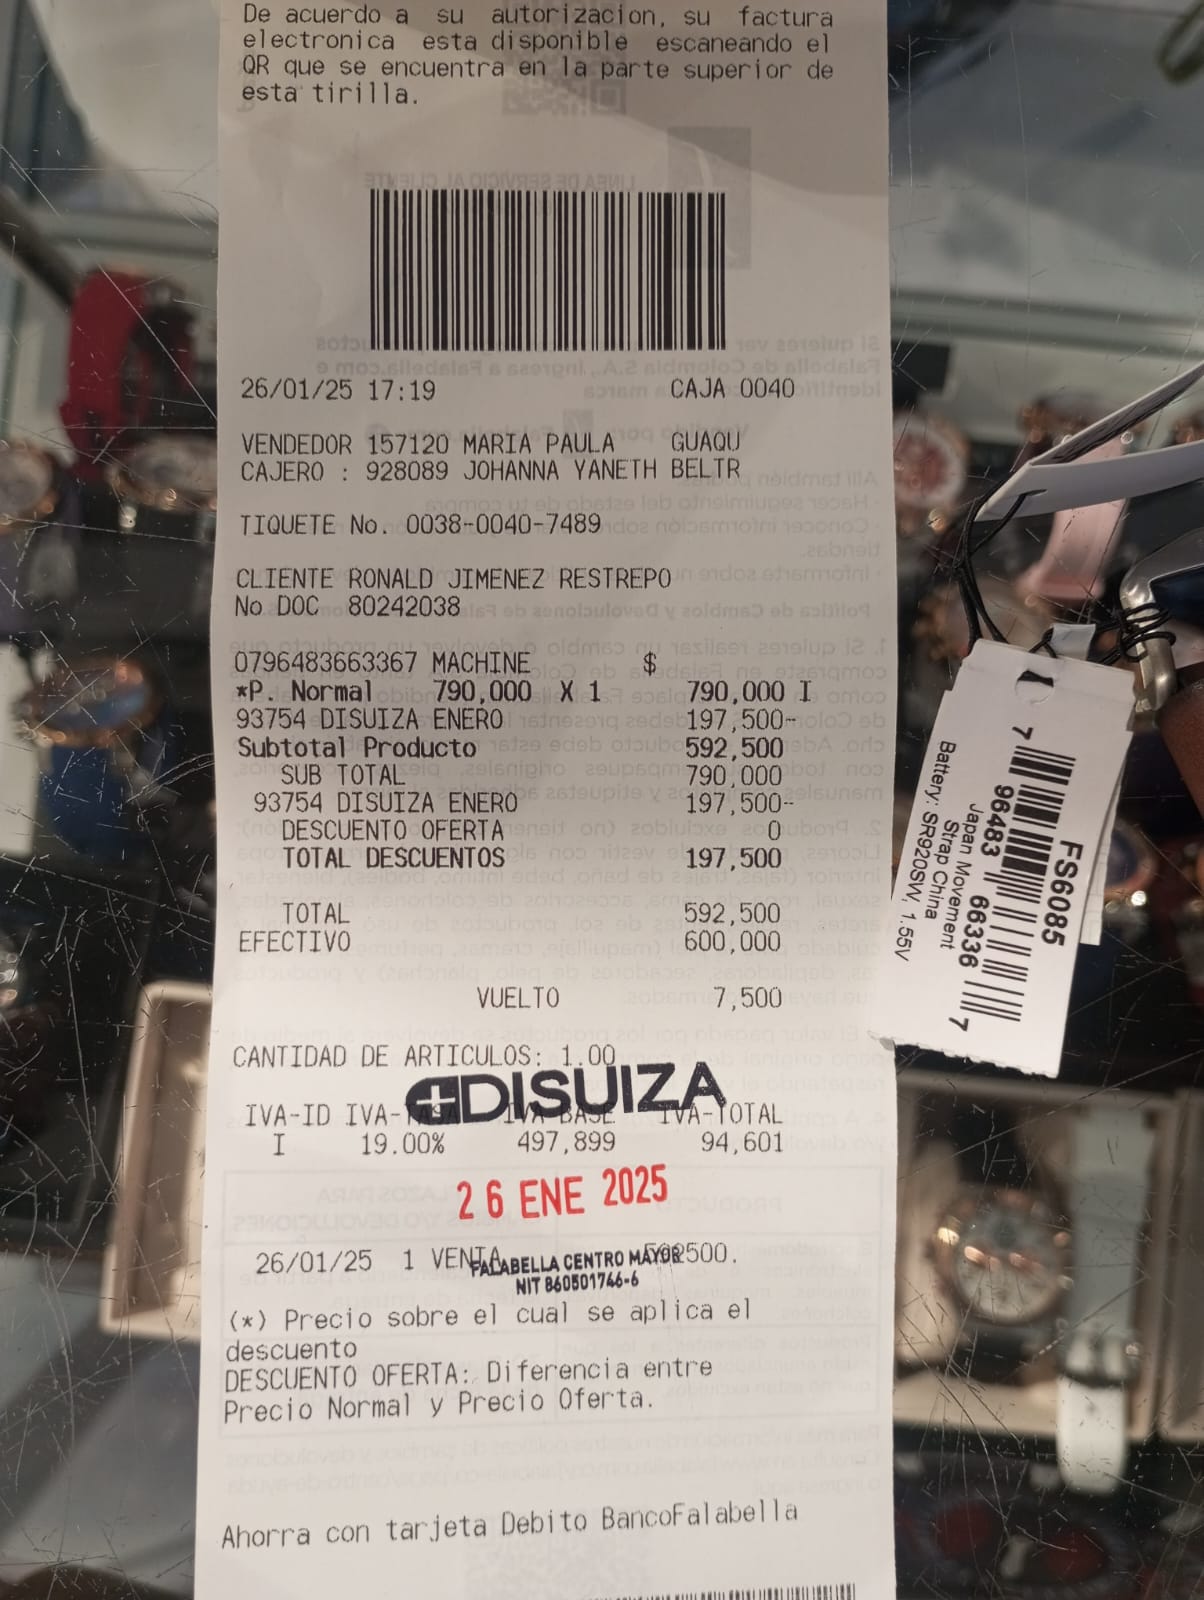 De acuerdo a su autorizacion, su factura
electronica esta disponible escaneando el
QR que se encuentra en la parte superior de
esta tirilla.
26/01/25 17:19 CAJA 0040
VENDEDOR 157120 MARIA PAULA GUAQU
CAJERO : 928089 JOHANNA YANETH BELTR
TIQUETE No. 0038-0040-7489
CLIENTE RONALD JIMENEZ RESTREPO
No DOC 80242038
0796483663367 MACHINE $
*P. Normal 790,000 X 1 790,000 I
93754 DISUIZA ENERO 197,500-
Subtotal Producto 592,500
SUB TOTAL 790,000
93754 DISUIZA ENERO 197,500-
DESCUENTO OFERTA 0
TOTAL DESCUENTOS 197,500
TOTAL 592,500
EFECTIVO 600,000
VUELTO 7,500
CANTIDAD DE ARTICULOS: 1.00
DISUIZA
IVA-ID IVA-TASA IVA-BASE IVA-TOTAL
I 19.00% 497,899 94,601
26 ENE 2025
26/01/25 1 VENTA 592500.
FALABELLA CENTRO MAYOR
NIT 860501746-6
(*) Precio sobre el cual se aplica el
descuento
DESCUENTO OFERTA: Diferencia entre
Precio Normal y Precio Oferta.
Ahorra con tarjeta Debito BancoFalabella
FS6085
7 96483 66336 7
Japan Movement
Strap China
Battery: SR920SW, 1.55V